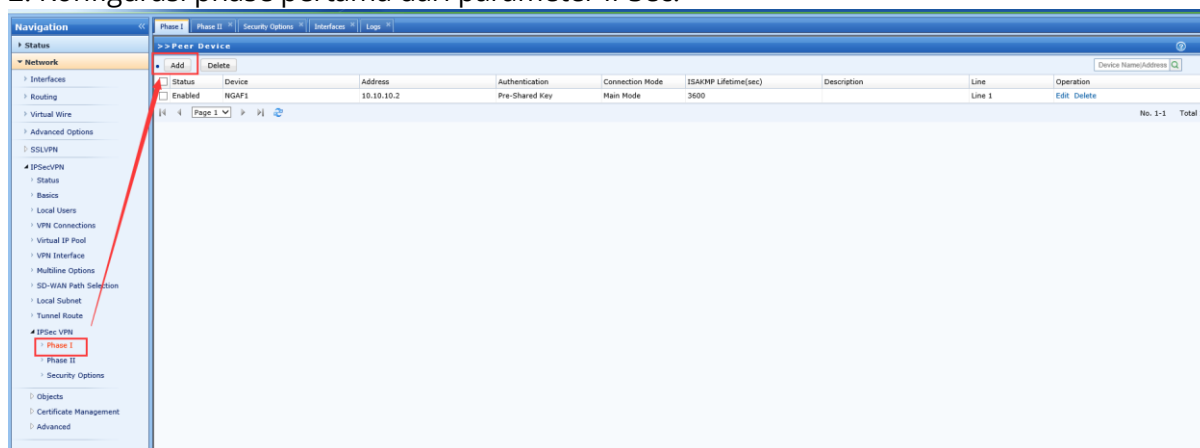 2. Konfigurasi phase pertama dari parameter IPSec.
Navigation
Status
Network
Interfaces
Routing
Virtual Wire
Advanced Options
SSLVPN
IPSecVPN
Status
Basics
Local Users
VPN Connections
Virtual IP Pool
VPN Interface
Multiline Options
SD-WAN Path Selection
Local Subnet
Tunnel Route
IPSec VPN
Phase I
Phase II
Security Options
Objects
Certificate Management
Advanced
Phase I Phase II Security Options Interfaces Logs
>>Peer Device
Add Delete Device Name/Address
Status Device Address Authentication Connection Mode ISAKMP Lifetime(sec) Description Line Operation
Enabled NGAF1 10.10.10.2 Pre-Shared Key Main Mode 3600 Line 1 Edit Delete
Page 1 No. 1-1 Total